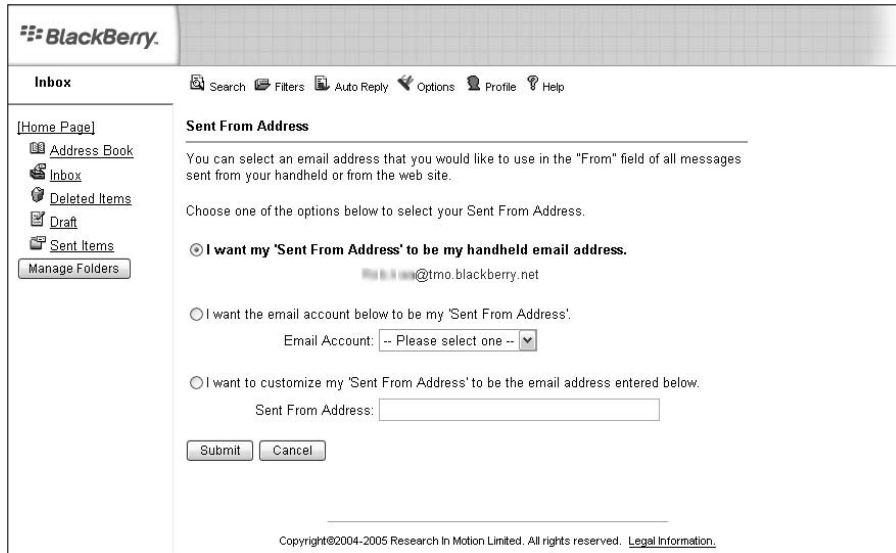 BlackBerry.
Inbox
Search Filters Auto Reply Options Profile Help
[Home Page]
Address Book
Inbox
Deleted Items
Draft
Sent Items
Manage Folders
Sent From Address
You can select an email address that you would like to use in the "From" field of all messages
sent from your handheld or from the web site.
Choose one of the options below to select your Sent From Address.
I want my 'Sent From Address' to be my handheld email address.
@tmo.blackberry.net
I want the email account below to be my 'Sent From Address'.
Email Account: -- Please select one --
I want to customize my 'Sent From Address' to be the email address entered below.
Sent From Address:
Submit Cancel
Copyright©2004-2005 Research In Motion Limited. All rights reserved. Legal Information.